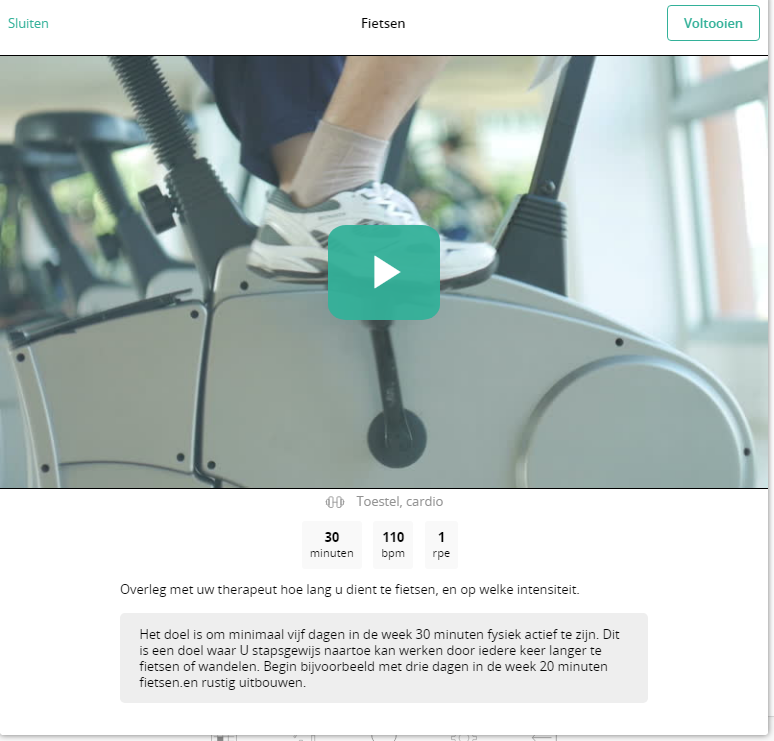 Sluiten
Fietsen
Voltooien
Toestel, cardio
30
minuten
110
bpm
1
rpe
Overleg met uw therapeut hoe lang u dient te fietsen, en op welke intensiteit.
Het doel is om minimaal vijf dagen in de week 30 minuten fysiek actief te zijn. Dit
is een doel waar U stapsgewijs naartoe kan werken door iedere keer langer te
fietsen of wandelen. Begin bijvoorbeeld met drie dagen in de week 20 minuten
fietsen.en rustig uitbouwen.